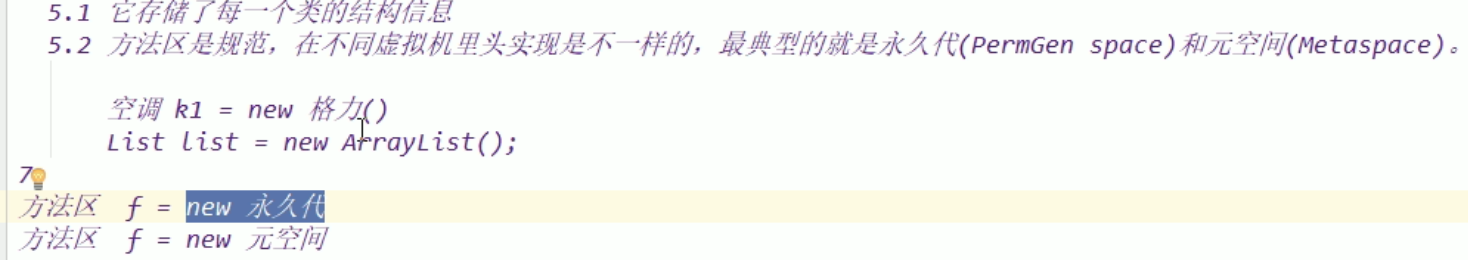 5.1 它存储了每一个类的结构信息
5.2 方法区是规范，在不同虚拟机里头实现是不一样的，最典型的就是永久代(PermGen space)和元空间(Metaspace)。
空调 k1 = new 格力()
List list = new ArrayList();
7
方法区 f = new 永久代
方法区 f = new 元空间